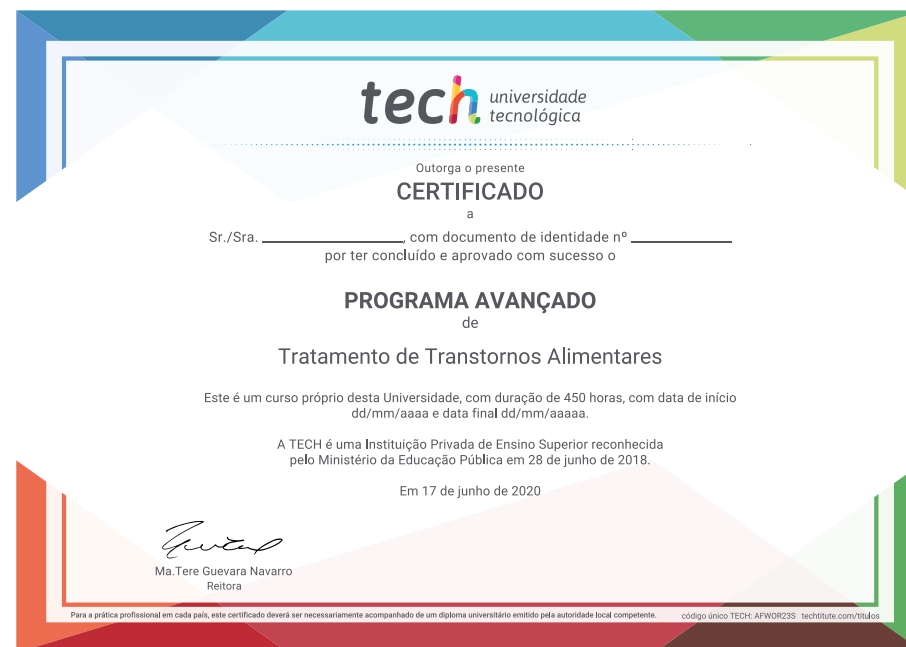 tech universidade
tecnológica
Outorga o presente
CERTIFICADO
a
Sr./Sra. ____________, com documento de identidade nº ____________
por ter concluído e aprovado com sucesso o
PROGRAMA AVANÇADO
de
Tratamento de Transtornos Alimentares
Este é um curso próprio desta Universidade, com duração de 450 horas, com data de início
dd/mm/aaaa e data final dd/mm/aaaaa.
A TECH é uma Instituição Privada de Ensino Superior reconhecida
pelo Ministério da Educação Pública em 28 de junho de 2018.
Em 17 de junho de 2020
Ma.Tere Guevara Navarro
Reitora
Para a prática profissional em cada país, este certificado deverá ser necessariamente acompanhado de um diploma universitário emitido pela autoridade local competente. código único TECH: AFWOR23S techtitute.com/titulos